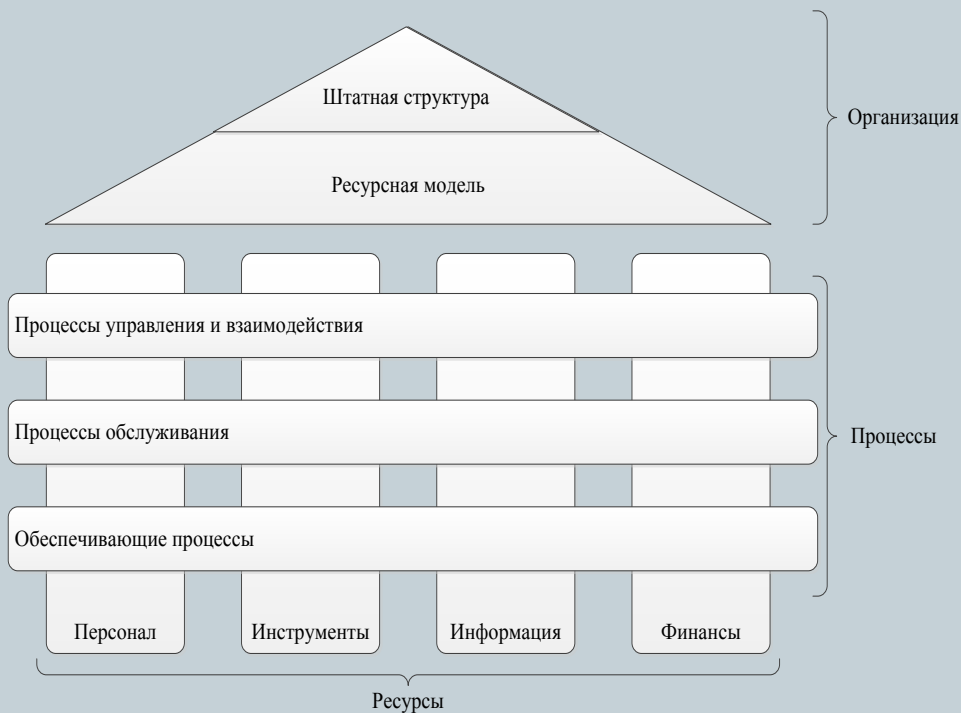 Штатная структура
Организация
Ресурсная модель
Процессы управления и взаимодействия
Процессы обслуживания
Процессы
Обеспечивающие процессы
Персонал
Инструменты
Информация
Финансы
Ресурсы